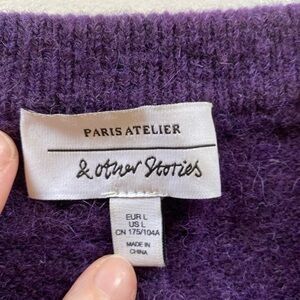 PARIS ATELIER
& other Stories
EUR L
US L
CN 175/104A
MADE IN
CHINA